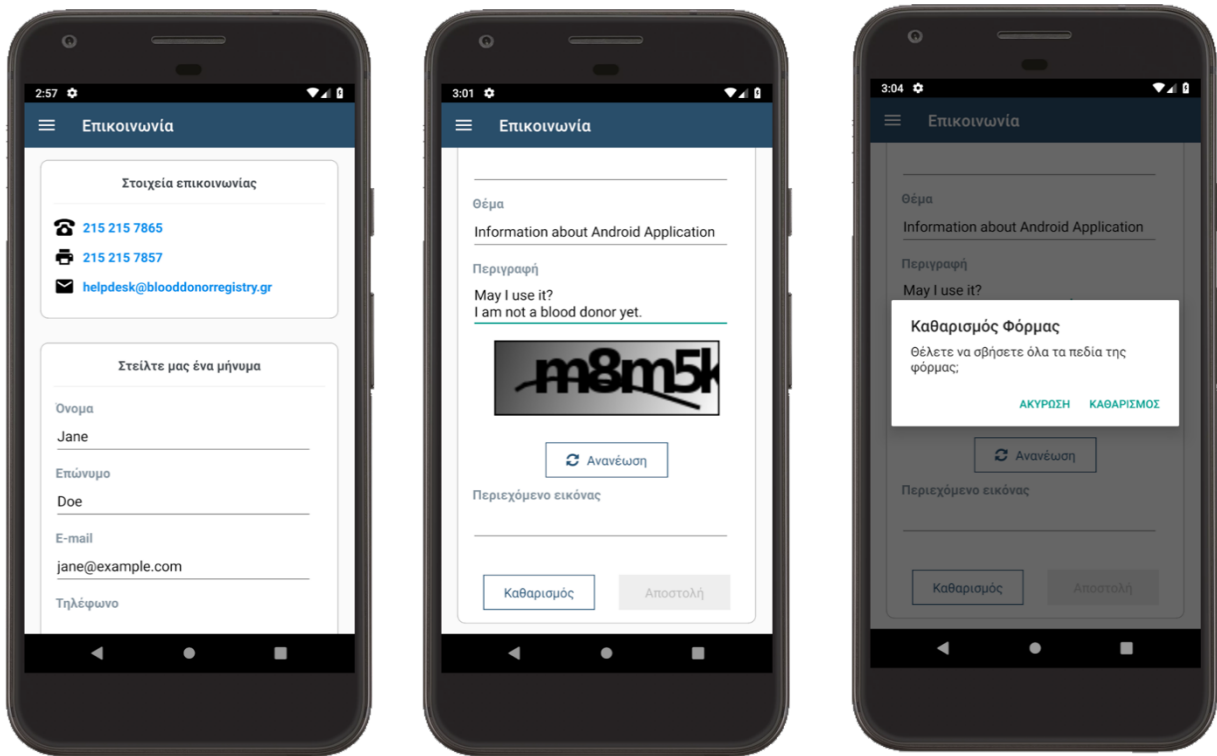 2:57
Επικοινωνία
Στοιχεία επικοινωνίας
215 215 7865
215 215 7857
helpdesk@blooddonorregistry.gr
Στείλτε μας ένα μήνυμα
Όνομα
Jane
Επώνυμο
Doe
E-mail
jane@example.com
Τηλέφωνο
3:01
Επικοινωνία
Θέμα
Information about Android Application
Περιγραφή
May I use it?
I am not a blood donor yet.
m8m5k
Ανανέωση
Περιεχόμενο εικόνας
Καθαρισμός Αποστολή
3:04
Επικοινωνία
Θέμα
Information about Android Application
Περιγραφή
May I use it?
Καθαρισμός Φόρμας
Θέλετε να σβήσετε όλα τα πεδία της
φόρμας;
ΑΚΥΡΩΣΗ ΚΑΘΑΡΙΣΜΟΣ
Ανανέωση
Περιεχόμενο εικόνας
Καθαρισμός Αποστολή